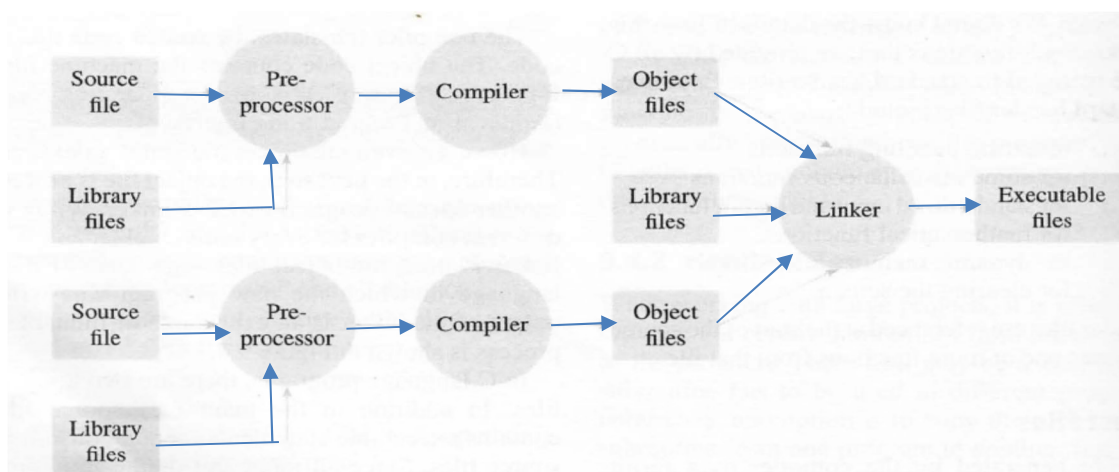 Source
file
Pre-
processor
Compiler
Object
files
Library
files
Library
files
Linker
Executable
files
Source
file
Pre-
processor
Compiler
Object
files
Library
files